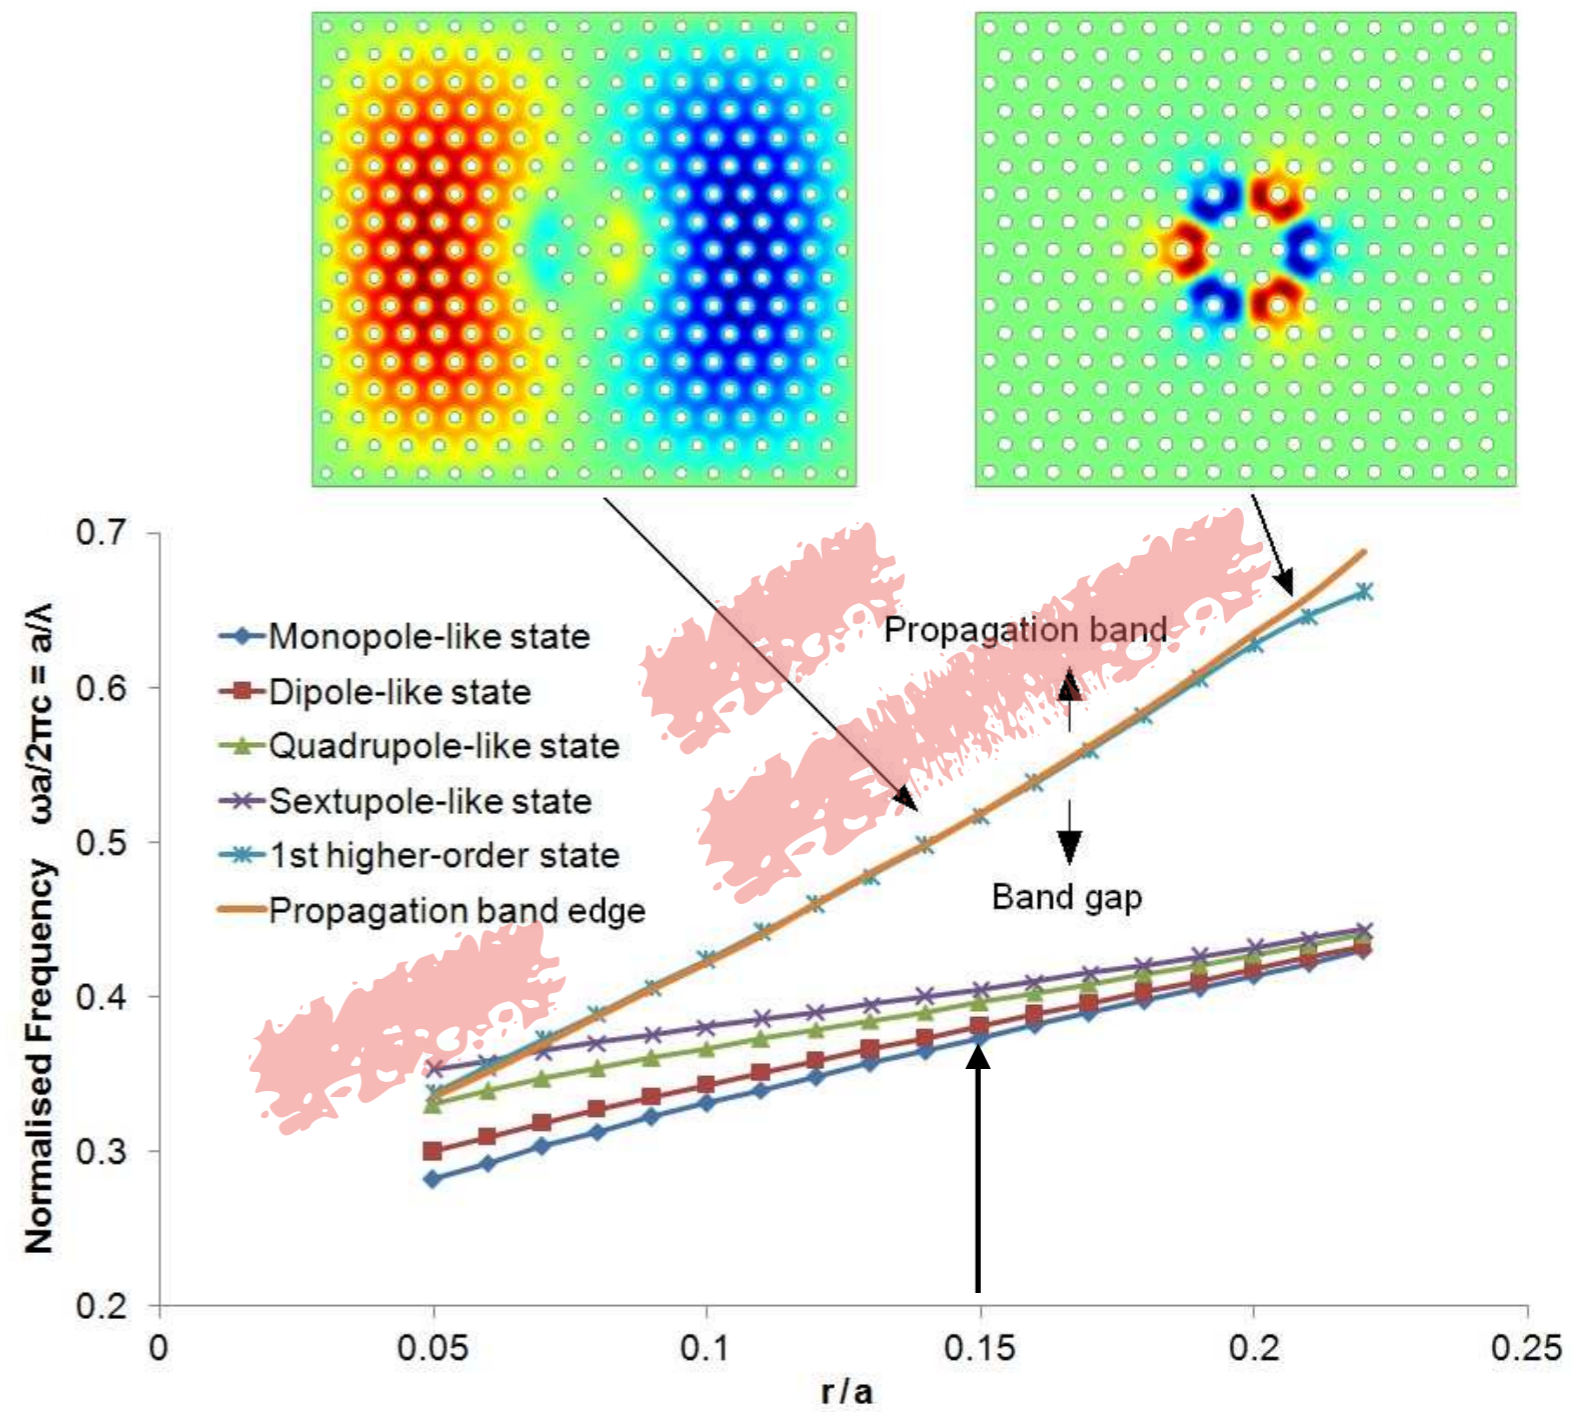 0.7
0.6
0.5
0.4
0.3
0.2
Normalised Frequency ωa/2πc = a/λ
Monopole-like state
Dipole-like state
Quadrupole-like state
Sextupole-like state
1st higher-order state
Propagation band edge
Propagation band
Band gap
0
0.05
0.1
0.15
0.2
0.25
r/a